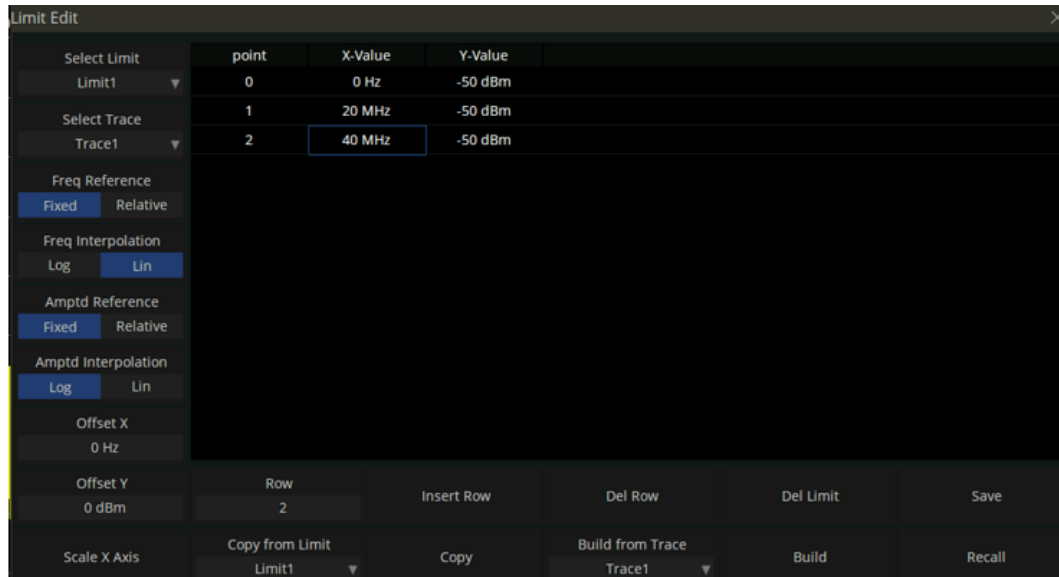 Limit Edit
Select Limit
Limit1
Select Trace
Trace1
Freq Reference
Fixed Relative
Freq Interpolation
Log Lin
Amptd Reference
Fixed Relative
Amptd Interpolation
Log Lin
Offset X
0 Hz
Offset Y
0 dBm
Scale X Axis
point X-Value Y-Value
0 0 Hz -50 dBm
1 20 MHz -50 dBm
2 40 MHz -50 dBm
Row
2
Insert Row
Del Row
Del Limit
Save
Copy from Limit
Limit1
Copy
Build from Trace
Trace1
Build
Recall